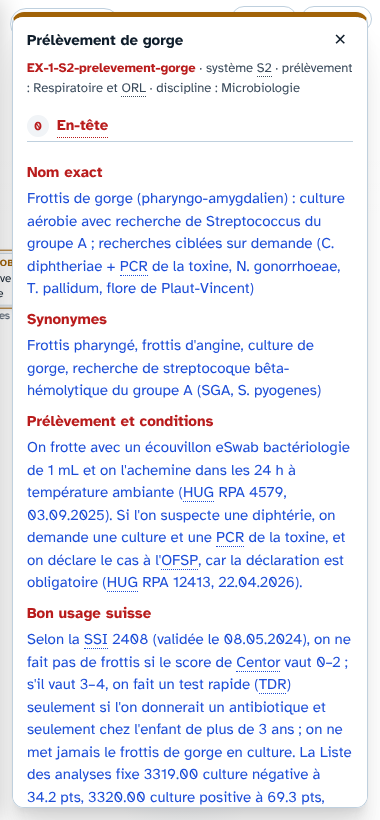 Prélèvement de gorge ✕
EX-1-S2-prelevement-gorge · système S2 · prélèvement
: Respiratoire et ORL · discipline : Microbiologie
0 En-tête
Nom exact
Frottis de gorge (pharyngo-amygdalien) : culture
aérobie avec recherche de Streptococcus du
groupe A ; recherches ciblées sur demande (C.
diphtheriae + PCR de la toxine, N. gonorrhoeae,
T. pallidum, flore de Plaut-Vincent)
Synonymes
Frottis pharyngé, frottis d'angine, culture de
gorge, recherche de streptocoque bêta-
hémolytique du groupe A (SGA, S. pyogenes)
Prélèvement et conditions
On frotte avec un écouvillon eSwab bactériologie
de 1 mL et on l'achemine dans les 24 h à
température ambiante (HUG RPA 4579,
03.09.2025). Si l'on suspecte une diphtérie, on
demande une culture et une PCR de la toxine, et
on déclare le cas à l'OFSP, car la déclaration est
obligatoire (HUG RPA 12413, 22.04.2026).
Bon usage suisse
Selon la SSI 2408 (validée le 08.05.2024), on ne
fait pas de frottis si le score de Centor vaut 0–2 ;
s'il vaut 3–4, on fait un test rapide (TDR)
seulement si l'on donnerait un antibiotique et
seulement chez l'enfant de plus de 3 ans ; on ne
met jamais le frottis de gorge en culture. La Liste
des analyses fixe 3319.00 culture négative à
34.2 pts, 3320.00 culture positive à 69.3 pts,